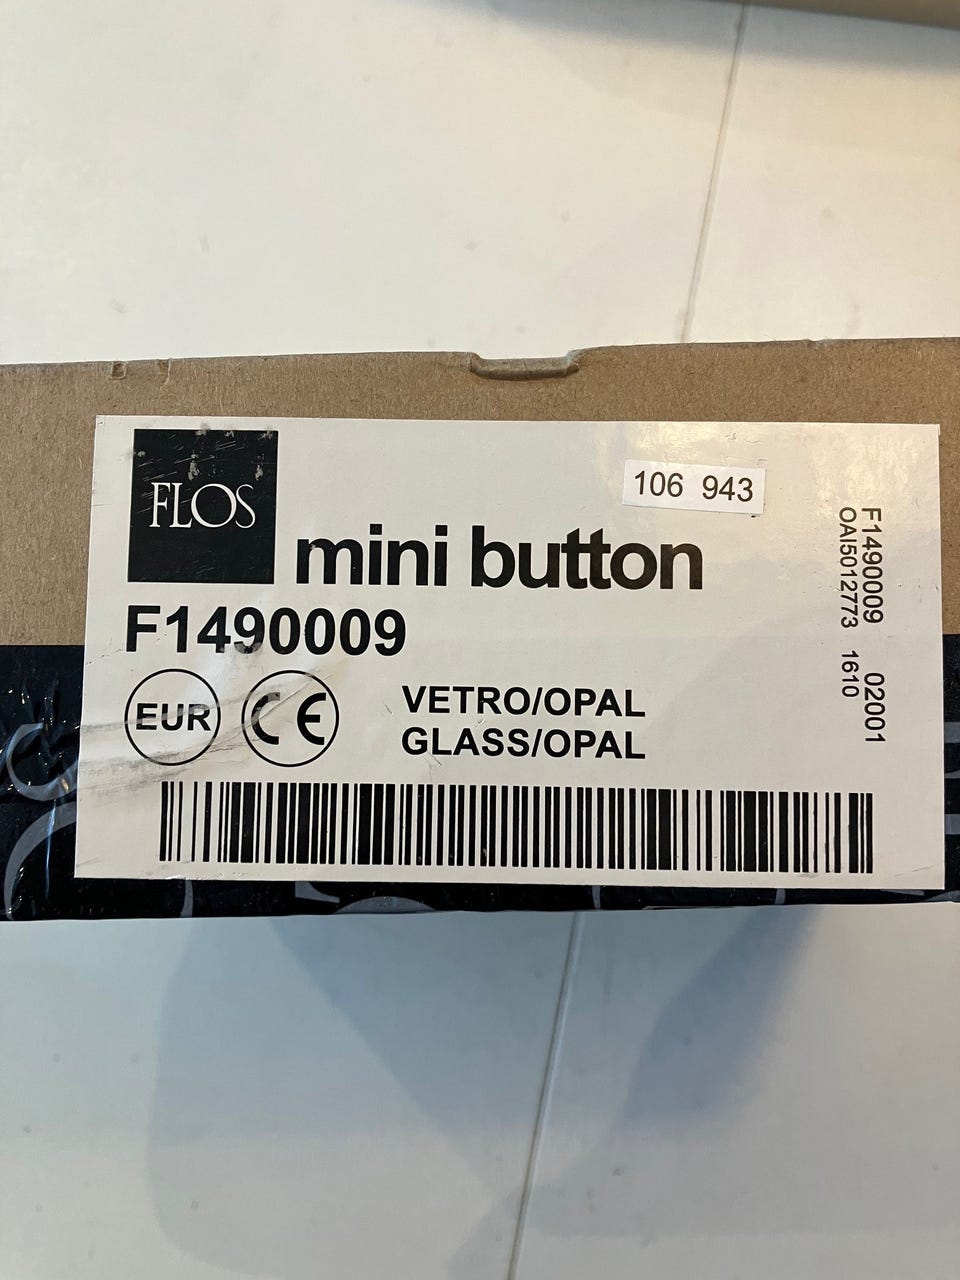 FLOS
106 943
mini button
F1490009
EUR
CE
VETRO/OPAL
GLASS/OPAL
F1490009 02001
OAI5012773 1610